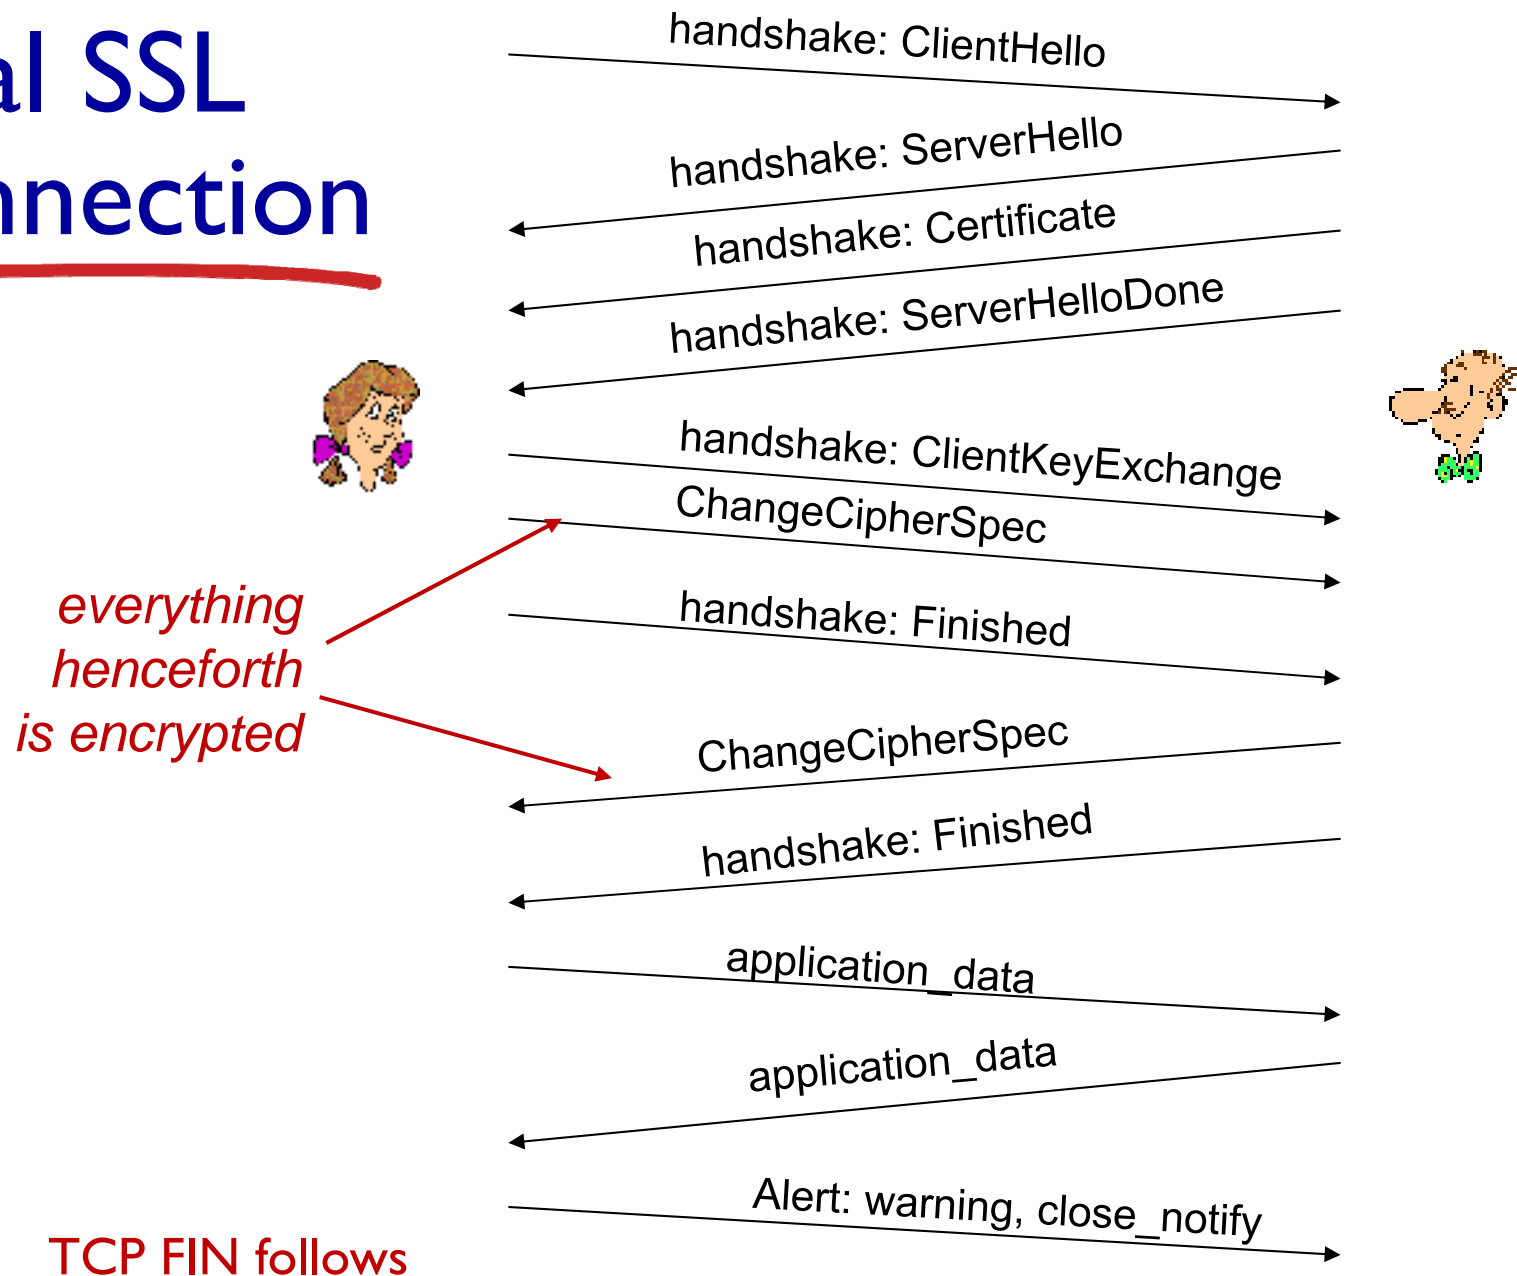 al SSL
nnection
handshake: ClientHello
handshake: ServerHello
handshake: Certificate
handshake: ServerHelloDone
handshake: ClientKeyExchange
ChangeCipherSpec
everything
henceforth
is encrypted
handshake: Finished
ChangeCipherSpec
handshake: Finished
application_data
application_data
Alert: warning, close_notify
TCP FIN follows